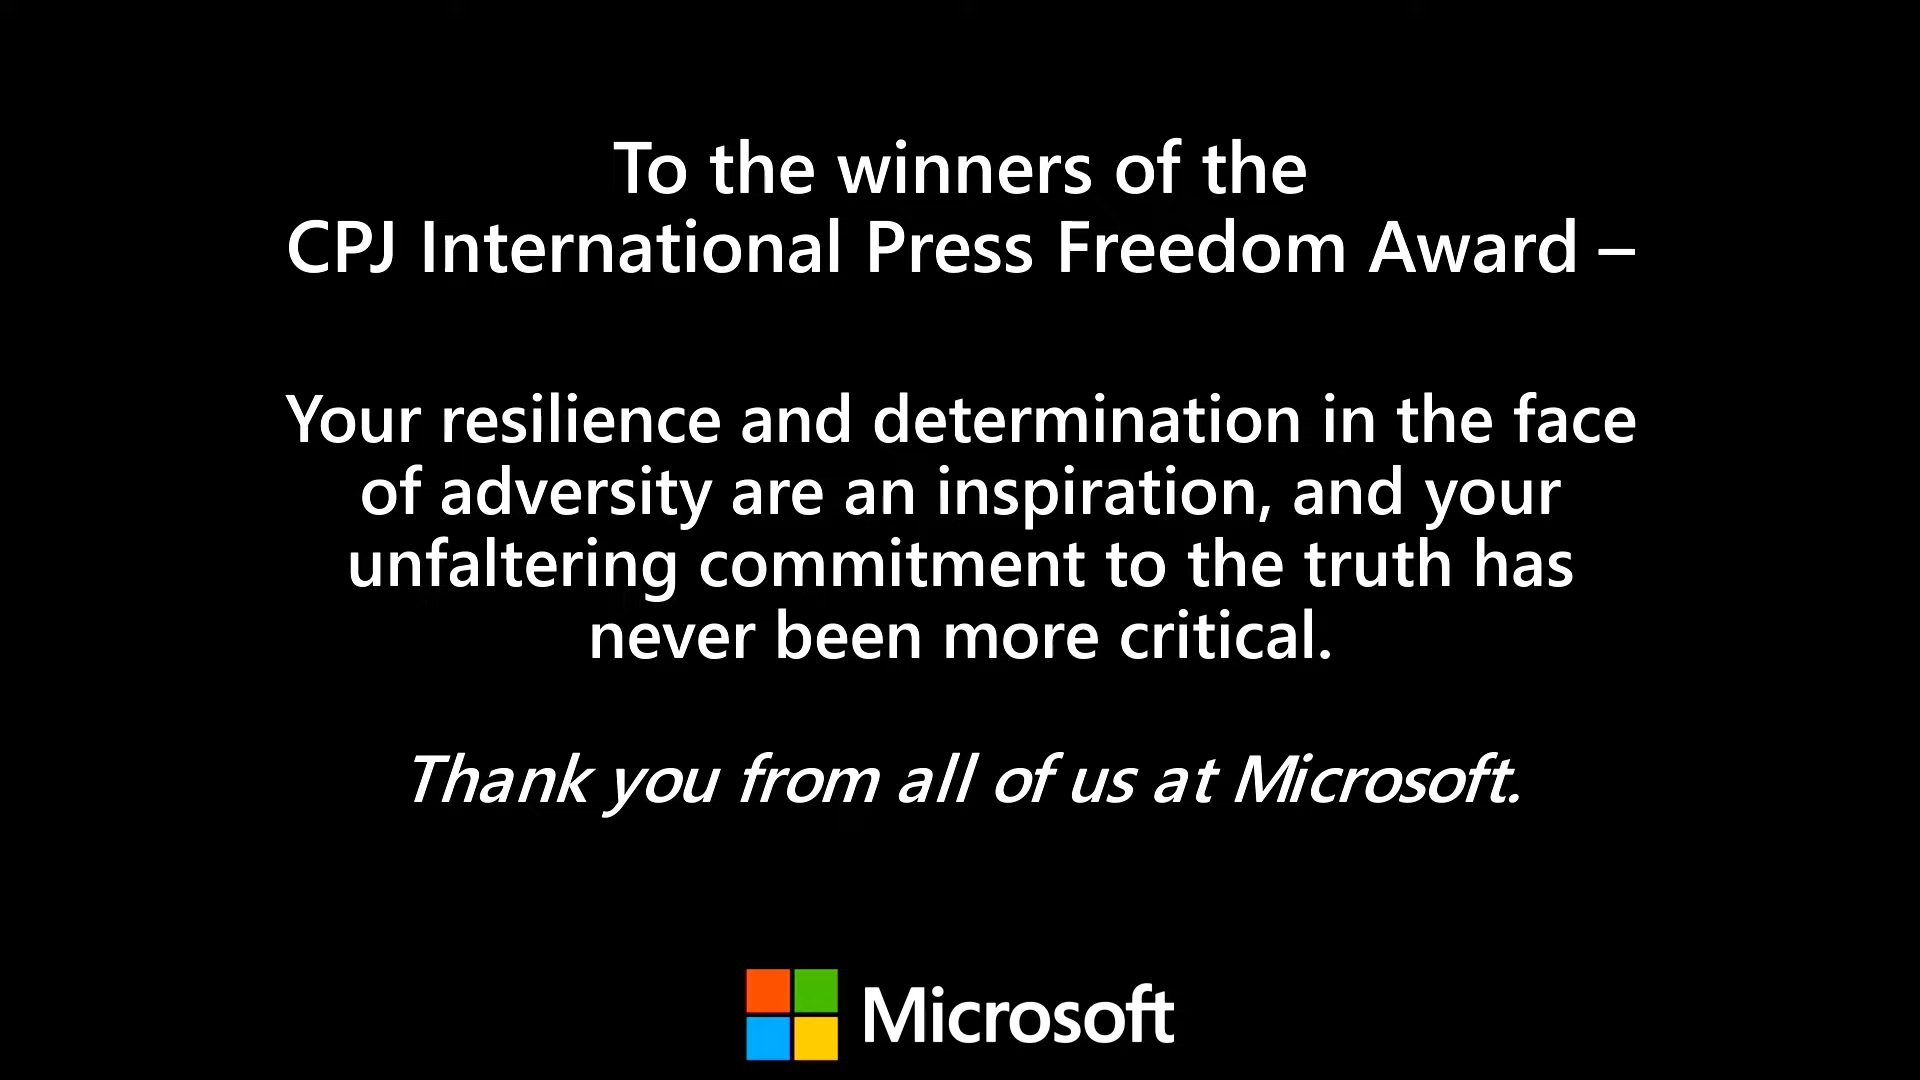 To the winners of the
CPJ International Press Freedom Award –
Your resilience and determination in the face
of adversity are an inspiration, and your
unfaltering commitment to the truth has
never been more critical.
Thank you from all of us at Microsoft.
Microsoft